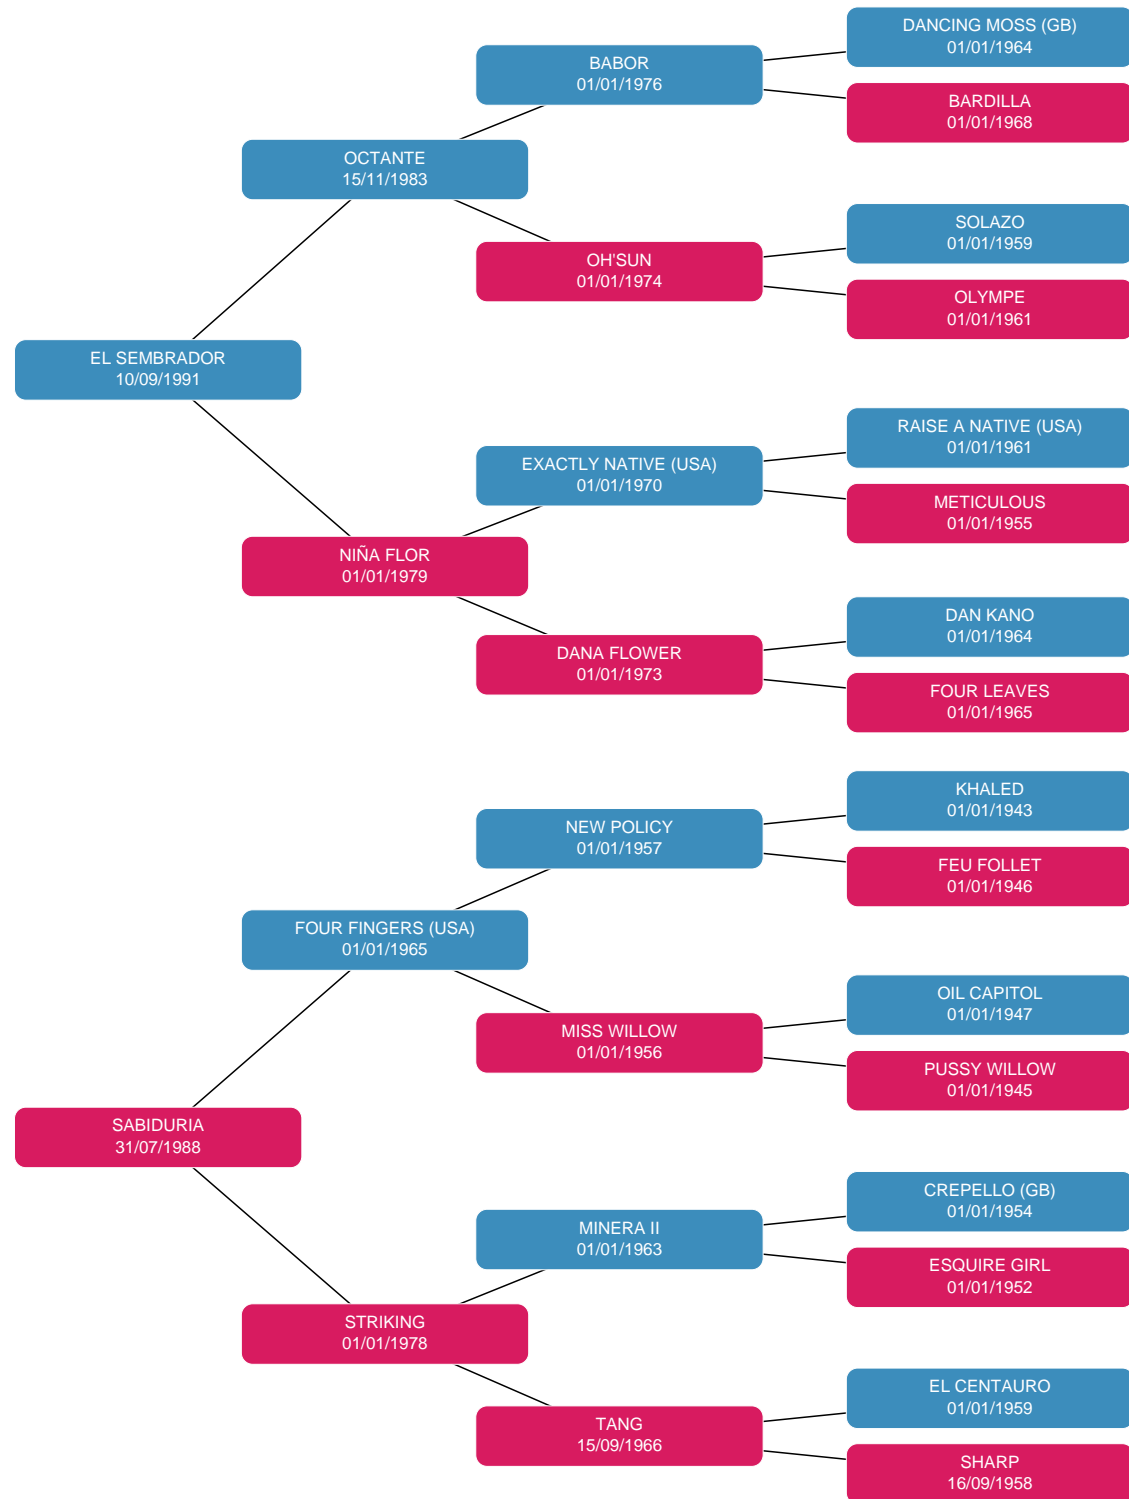 DANCING MOSS (GB)
01/01/1964
BABOR
01/01/1976
BARDILLA
01/01/1968
OCTANTE
15/11/1983
SOLAZO
01/01/1959
OH'SUN
01/01/1974
OLYMPE
01/01/1961
EL SEMBRADOR
10/09/1991
RAISE A NATIVE (USA)
01/01/1961
EXACTLY NATIVE (USA)
01/01/1970
METICULOUS
01/01/1955
NIÑA FLOR
01/01/1979
DAN KANO
01/01/1964
DANA FLOWER
01/01/1973
FOUR LEAVES
01/01/1965
KHALED
01/01/1943
NEW POLICY
01/01/1957
FEU FOLLET
01/01/1946
FOUR FINGERS (USA)
01/01/1965
OIL CAPITOL
01/01/1947
MISS WILLOW
01/01/1956
PUSSY WILLOW
01/01/1945
SABIDURIA
31/07/1988
CREPELLO (GB)
01/01/1954
MINERA II
01/01/1963
ESQUIRE GIRL
01/01/1952
STRIKING
01/01/1978
EL CENTAURO
01/01/1959
TANG
15/09/1966
SHARP
16/09/1958